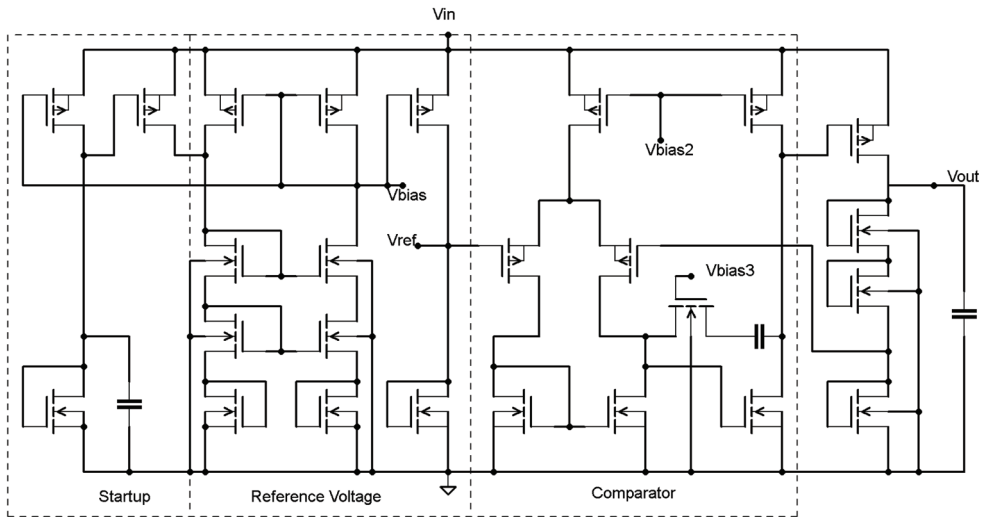 Vin
Vbias2
Vout
Vbias
Vref
Vbias3
Startup
Reference Voltage
Comparator